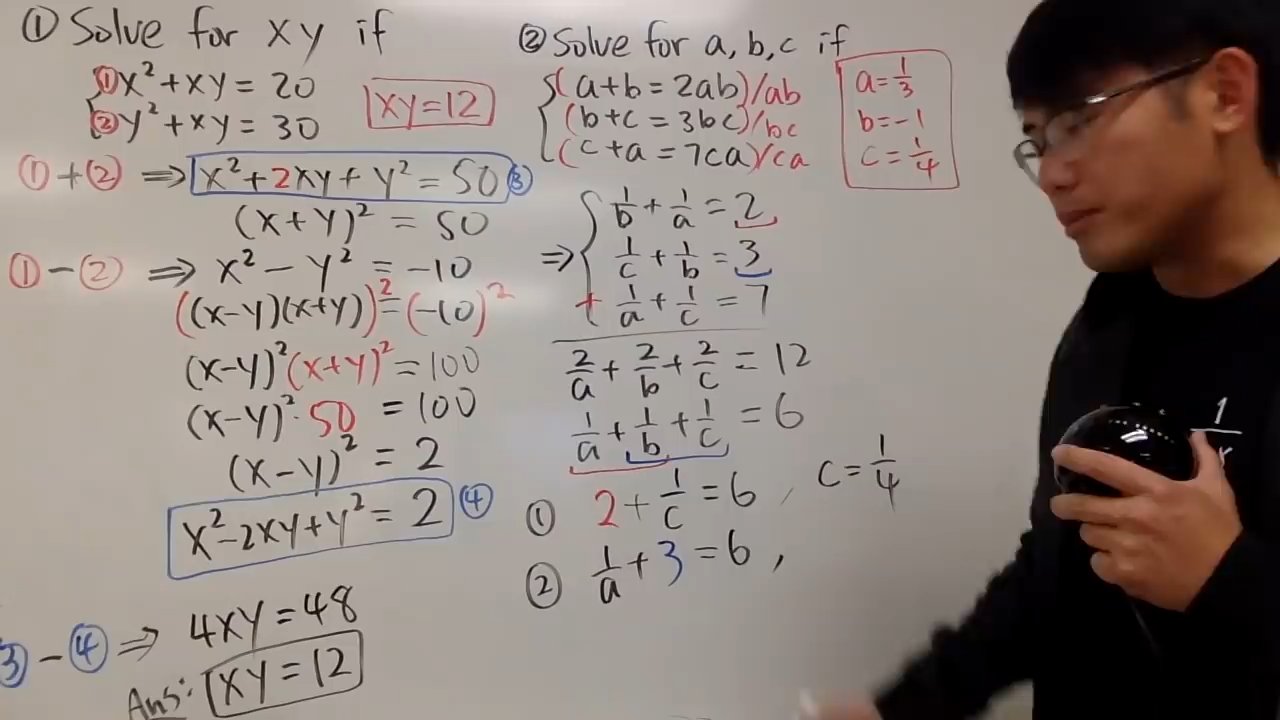 ① Solve for xy if
① x² + xy = 20
② y² + xy = 30
xy = 12
① + ② ⇒ x² + 2xy + y² = 50 ③
(x + y)² = 50
① − ② ⇒ x² − y² = −10
((x−y)(x+y))² = (−10)²
(x−y)²(x+y)² = 100
(x−y)² · 50 = 100
(x−y)² = 2
x² − 2xy + y² = 2 ④
③ − ④ ⇒ 4xy = 48
Ans: xy = 12
② Solve for a, b, c if
(a + b = 2ab)/ab
(b + c = 3bc)/bc
(c + a = 7ca)/ca
a = 1/3
b = −1
c = 1/4
⇒ 1/b + 1/a = 2
1/c + 1/b = 3
+ 1/a + 1/c = 7
2/a + 2/b + 2/c = 12
1/a + 1/b + 1/c = 6
① 2 + 1/c = 6, c = 1/4
② 1/a + 3 = 6,